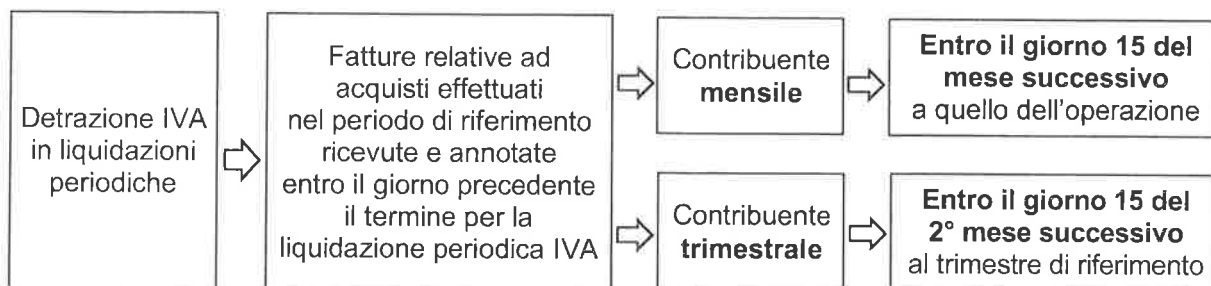 Detrazione IVA
in liquidazioni
periodiche
Fatture relative ad
acquisti effettuati
nel periodo di riferimento
ricevute e annotate
entro il giorno precedente
il termine per la
liquidazione periodica IVA
Contribuente
mensile
Entro il giorno 15 del
mese successivo
a quello dell'operazione
Contribuente
trimestrale
Entro il giorno 15 del
2° mese successivo
al trimestre di riferimento